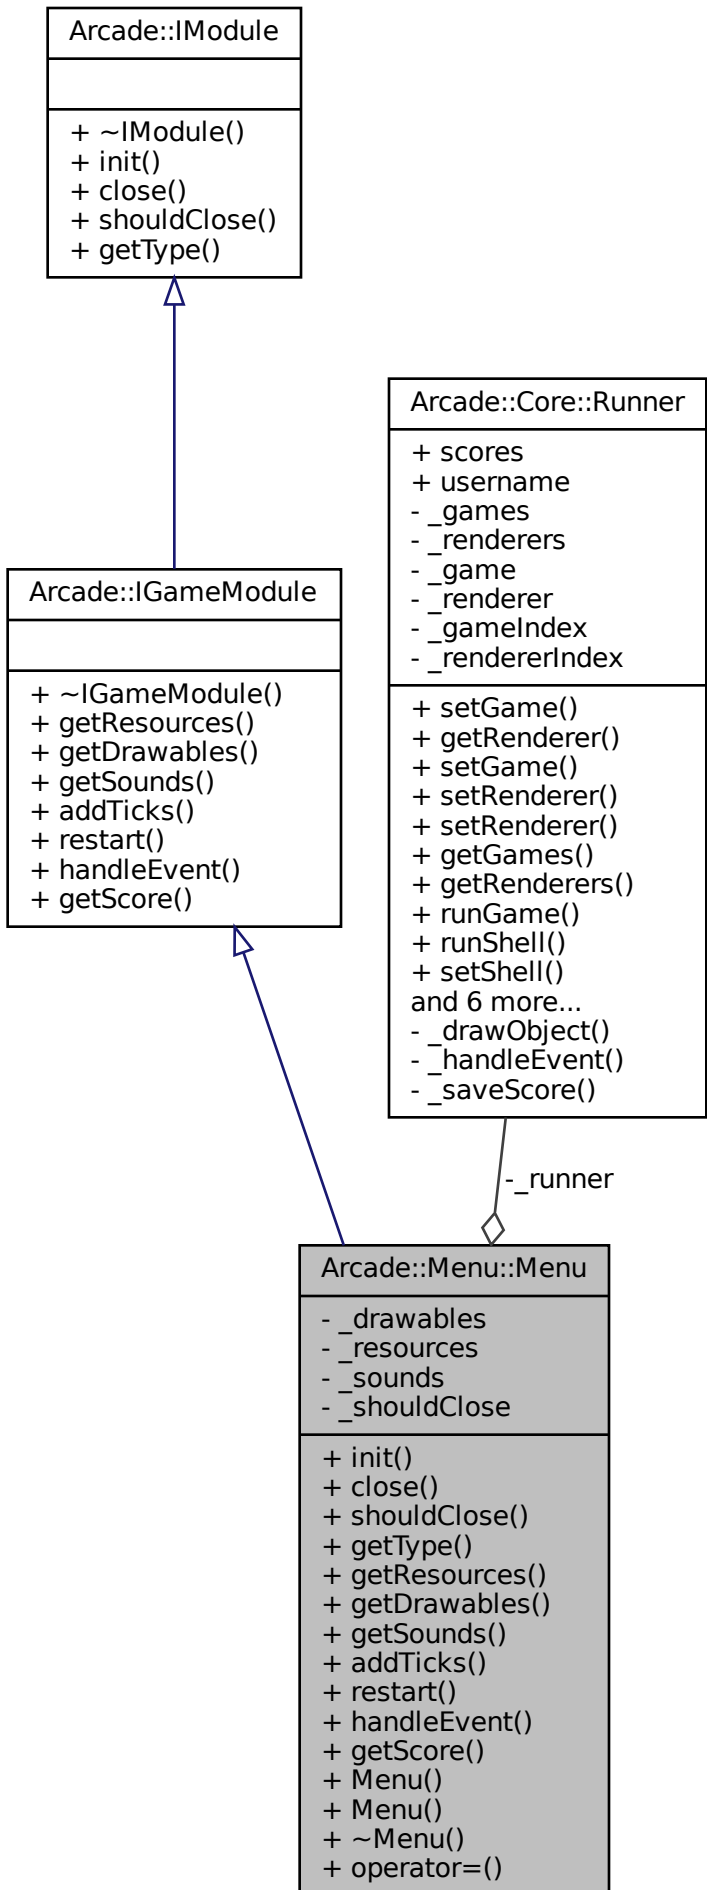 Arcade::IModule
+ ~IModule()
+ init()
+ close()
+ shouldClose()
+ getType()
Arcade::Core::Runner
+ scores
+ username
- _games
- _renderers
- _game
- _renderer
- _gameIndex
- _rendererIndex
+ setGame()
+ getRenderer()
+ setGame()
+ setRenderer()
+ setRenderer()
+ getGames()
+ getRenderers()
+ runGame()
+ runShell()
+ setShell()
and 6 more...
- _drawObject()
- _handleEvent()
- _saveScore()
Arcade::IGameModule
+ ~IGameModule()
+ getResources()
+ getDrawables()
+ getSounds()
+ addTicks()
+ restart()
+ handleEvent()
+ getScore()
-_runner
Arcade::Menu::Menu
- _drawables
- _resources
- _sounds
- _shouldClose
+ init()
+ close()
+ shouldClose()
+ getType()
+ getResources()
+ getDrawables()
+ getSounds()
+ addTicks()
+ restart()
+ handleEvent()
+ getScore()
+ Menu()
+ Menu()
+ ~Menu()
+ operator=()